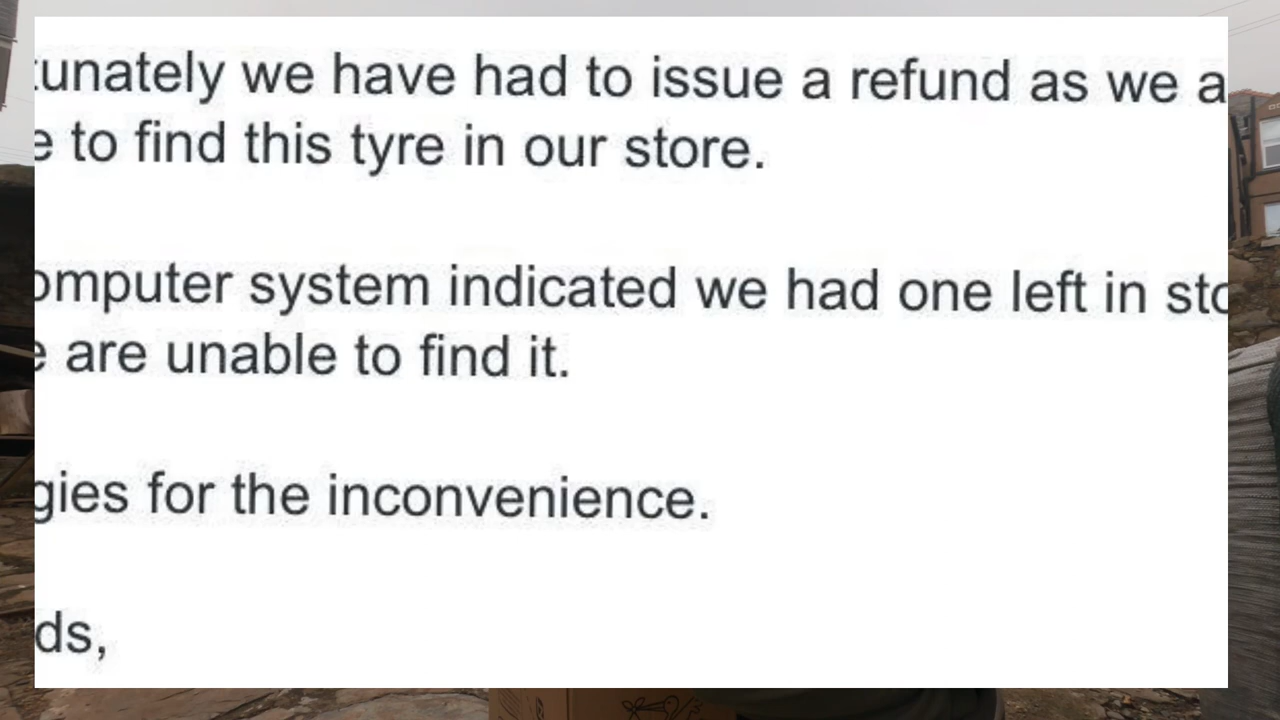 tunately we have had to issue a refund as we a
e to find this tyre in our store.
omputer system indicated we had one left in sto
e are unable to find it.
gies for the inconvenience.
ds,